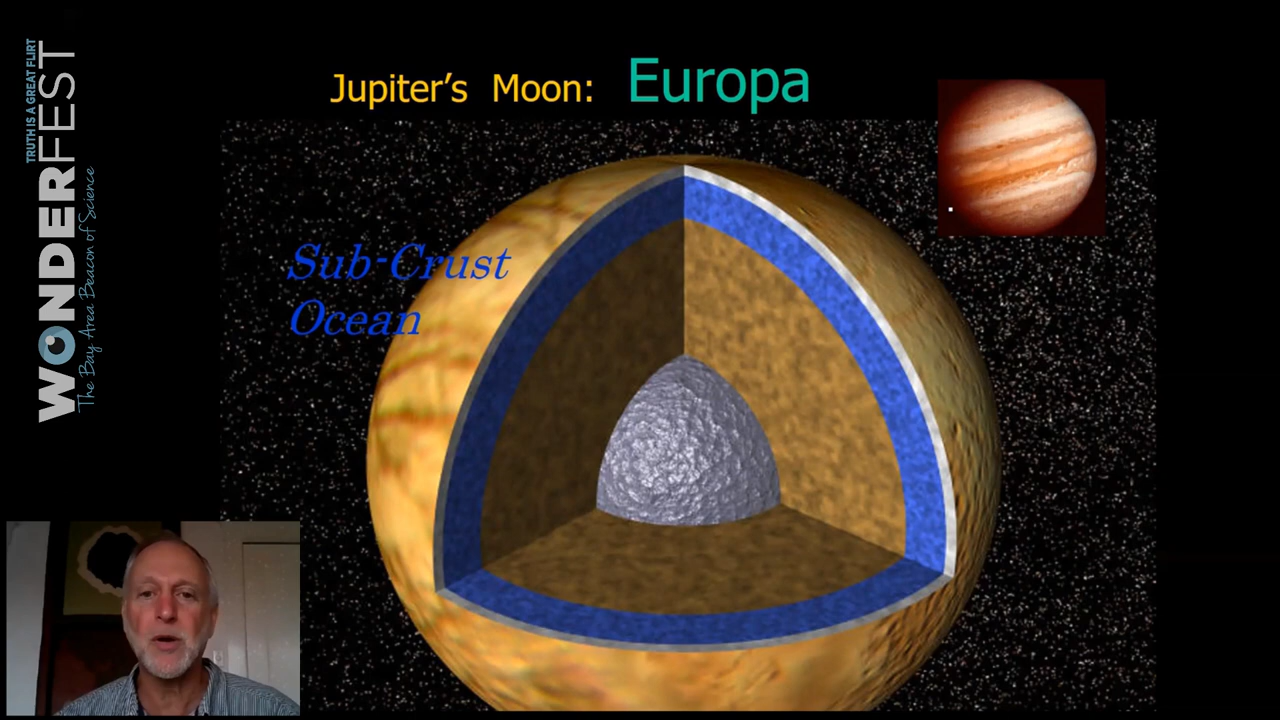 Jupiter's Moon: Europa
Sub-Crust
Ocean
TRUTH IS A GREAT FLIRT
WONDERFEST
The Bay Area Beacon of Science